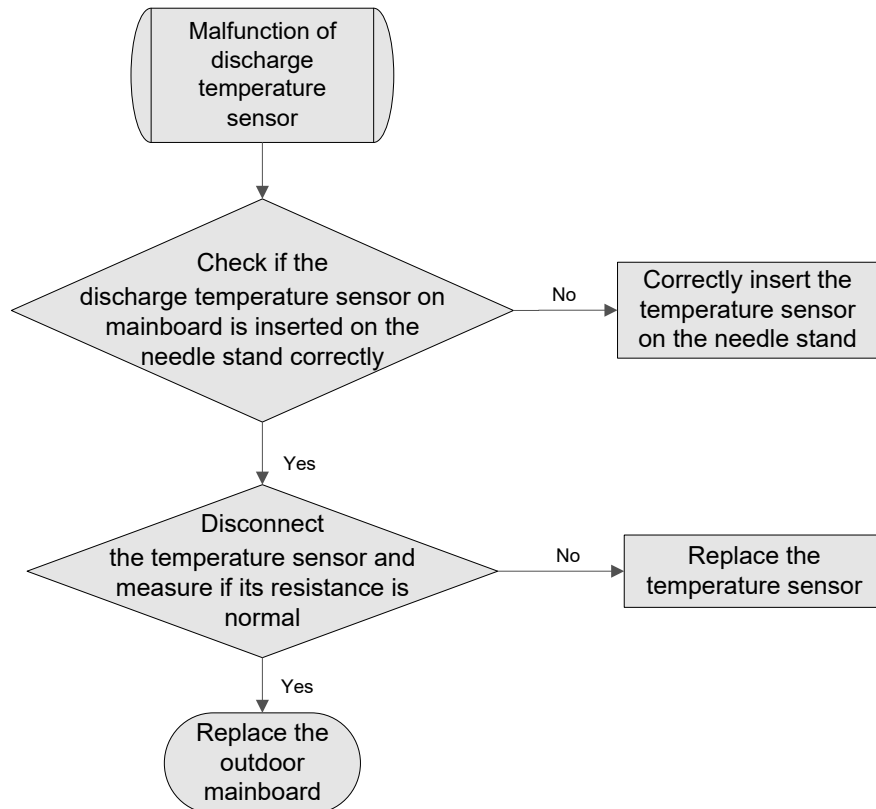 Malfunction of
discharge
temperature
sensor
Check if the
discharge temperature sensor on
mainboard is inserted on the
needle stand correctly
No
Correctly insert the
temperature sensor
on the needle stand
Yes
Disconnect
the temperature sensor and
measure if its resistance is
normal
No
Replace the
temperature sensor
Yes
Replace the
outdoor
mainboard